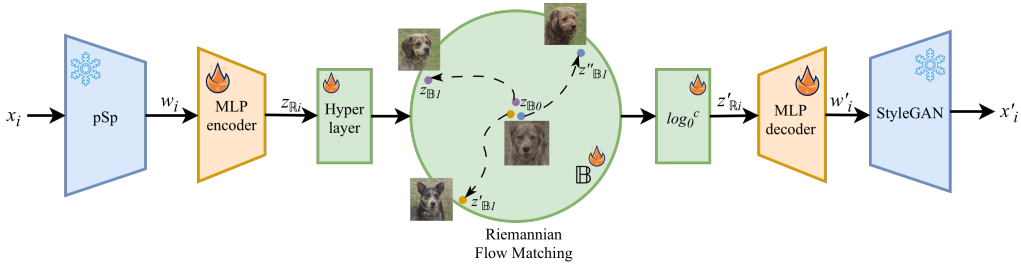 x_i
pSp
w_i
MLP
encoder
z_ℝi
Hyper
layer
z_𝔹1
z_𝔹0
z''_𝔹1
z'_𝔹1
𝔹
Riemannian
Flow Matching
log_0^c
z'_ℝi
MLP
decoder
w'_i
StyleGAN
x'_i